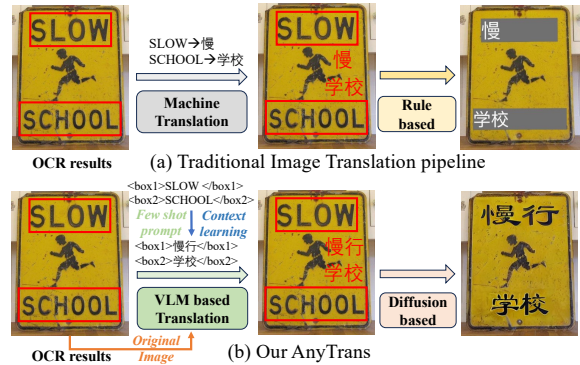 SLOW
SCHOOL
OCR results
SLOW→慢
SCHOOL→学校
Machine
Translation
SLOW
慢
学校
SCHOOL
Rule
based
慢
学校
(a) Traditional Image Translation pipeline
SLOW
SCHOOL
OCR results
<box1>SLOW </box1>
<box2>SCHOOL</box2>
Few shot
prompt
Context
learning
<box1>慢行</box1>
<box2>学校</box2>
VLM based
Translation
Original
Image
SLOW
慢行
学校
SCHOOL
Diffusion
based
慢行
学校
(b) Our AnyTrans